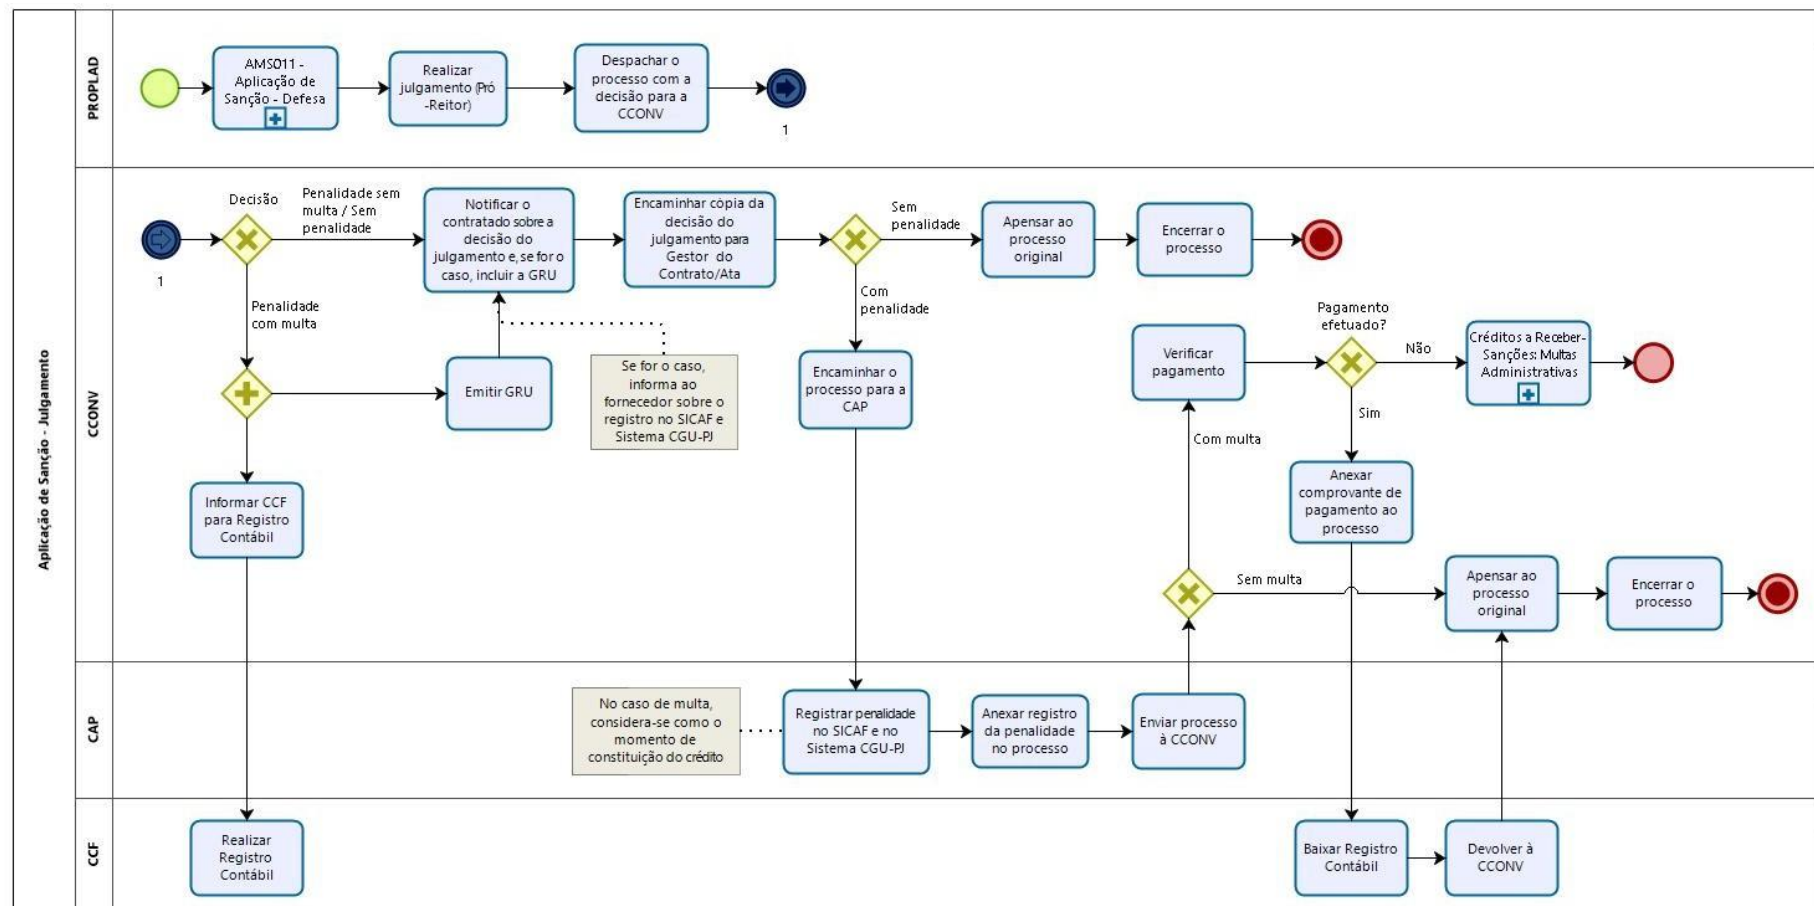 Aplicação de Sanção - Julgamento
PROPLAD
AMS011 -
Aplicação de
Sanção - Defesa
Realizar
julgamento (Pró
-Reitor)
Despachar o
processo com a
decisão para a
CCONV
1
CCONV
1
Decisão
Penalidade sem
multa / Sem
penalidade
Penalidade
com multa
Notificar o
contratado sobre a
decisão do
julgamento e, se for o
caso, incluir a GRU
Encaminhar cópia da
decisão do
julgamento para
Gestor do
Contrato/Ata
Sem
penalidade
Apensar ao
processo
original
Encerrar o
processo
Com
penalidade
Emitir GRU
Se for o caso,
informa ao
fornecedor sobre o
registro no SICAF e
Sistema CGU-PJ
Encaminhar o
processo para a
CAP
Verificar
pagamento
Pagamento
efetuado?
Não
Créditos a Receber-
Sanções: Multas
Administrativas
Sim
Com multa
Anexar
comprovante de
pagamento ao
processo
Informar CCF
para Registro
Contábil
Sem multa
Apensar ao
processo
original
Encerrar o
processo
CAP
No caso de multa,
considera-se como o
momento de
constituição do crédito
Registrar penalidade
no SICAF e no
Sistema CGU-PJ
Anexar registro
da penalidade
no processo
Enviar processo
à CCONV
CCF
Realizar
Registro
Contábil
Baixar Registro
Contábil
Devolver à
CCONV